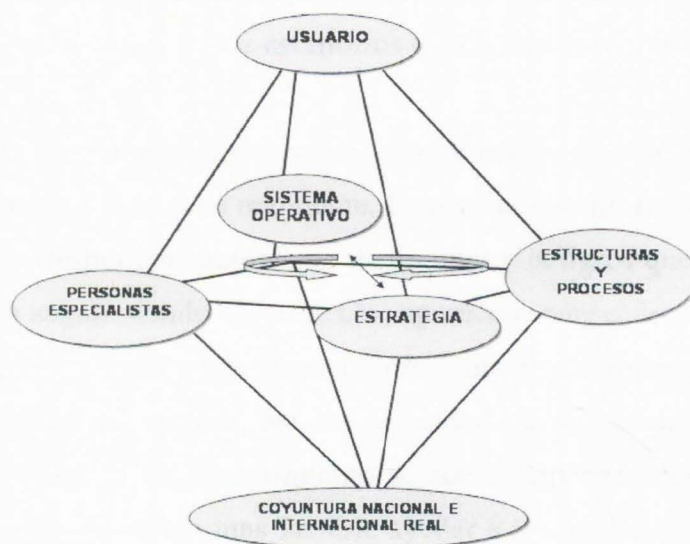 USUARIO
SISTEMA
OPERATIVO
ESTRUCTURAS
Y
PROCESOS
PERSONAS
ESPECIALISTAS
ESTRATEGIA
COYUNTURA NACIONAL E
INTERNACIONAL REAL